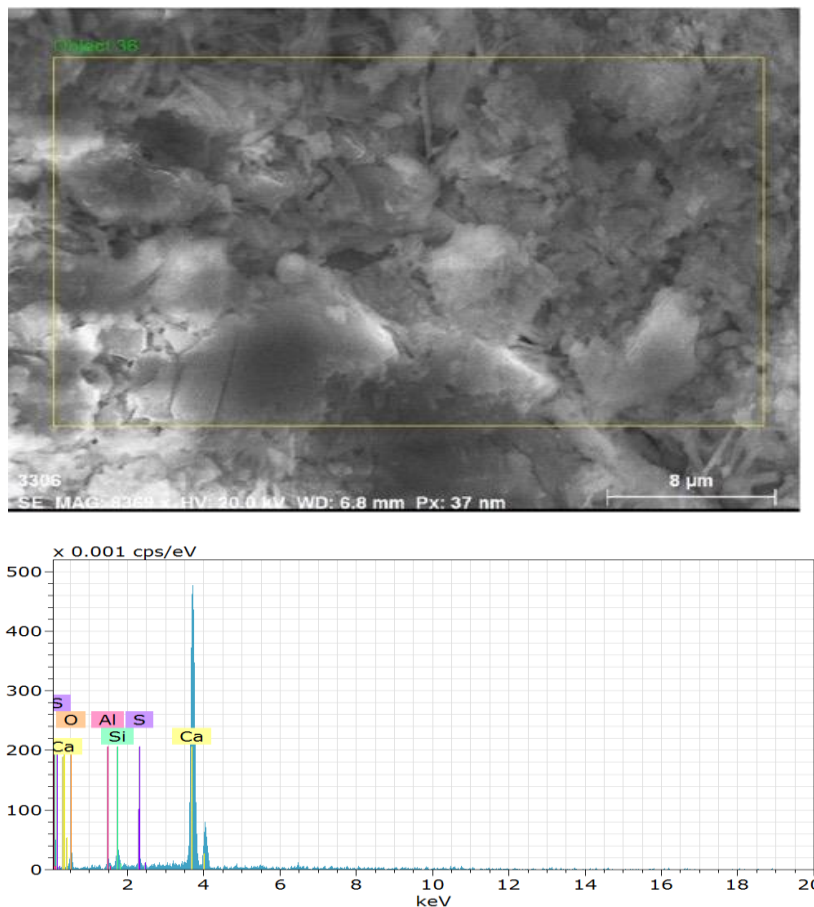 Object 38
3306
SE MAG: 8369 x HV: 20.0 kV WD: 6.8 mm Px: 37 nm
8 µm
x 0.001 cps/eV
500
400
300
200
100
0
S
O Al S
Ca Si Ca
2 4 6 8 10 12 14 16 18 20
keV